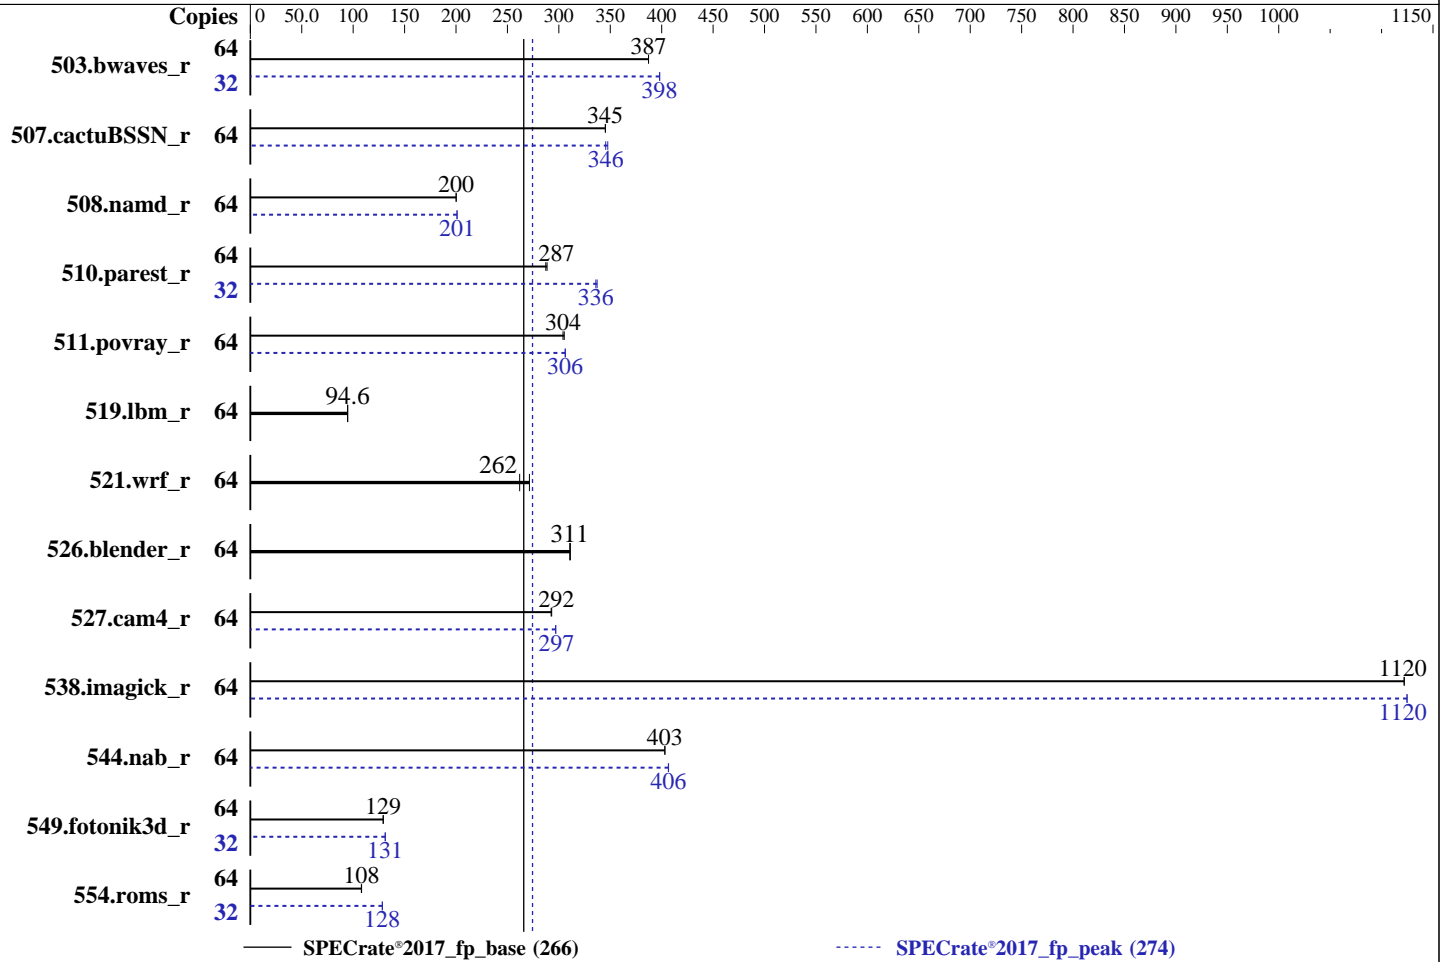 Copies 0 50.0 100 150 200 250 300 350 400 450 500 550 600 650 700 750 800 850 900 950 1000 1150
503.bwaves_r 64 387
32 398
507.cactuBSSN_r 64 345
346
508.namd_r 64 200
201
510.parest_r 64 287
32 336
511.povray_r 64 304
306
519.lbm_r 64 94.6
521.wrf_r 64 262
526.blender_r 64 311
527.cam4_r 64 292
297
538.imagick_r 64 1120
1120
544.nab_r 64 403
406
549.fotonik3d_r 64 129
32 131
554.roms_r 64 108
32 128
SPECrate®2017_fp_base (266) SPECrate®2017_fp_peak (274)